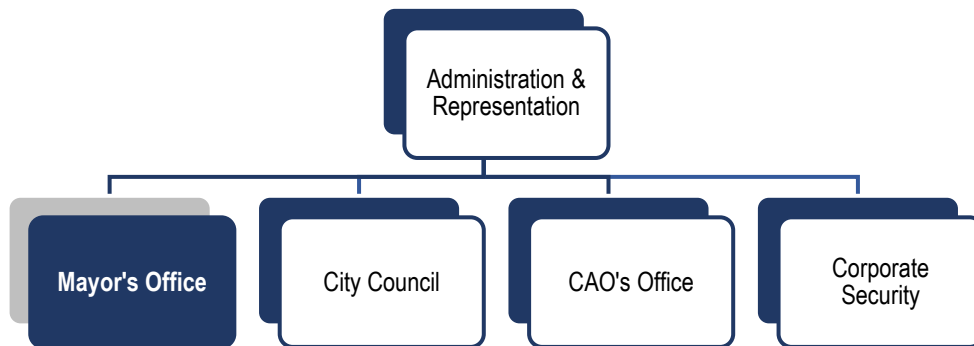 Administration &
Representation
Mayor's Office
City Council
CAO's Office
Corporate
Security